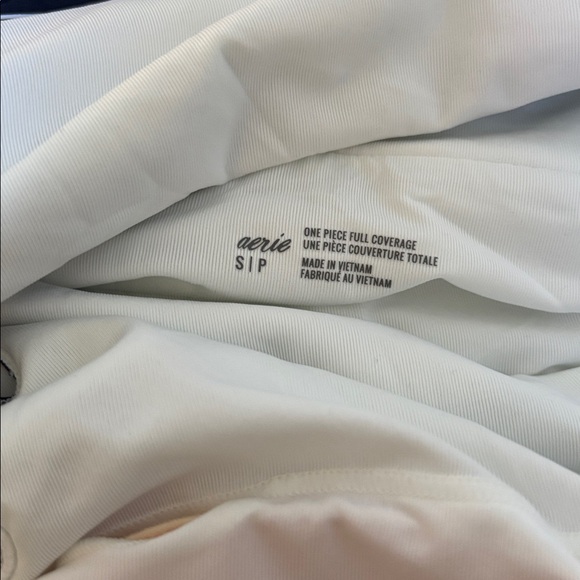 aerie
S|P
ONE PIECE FULL COVERAGE
UNE PIÈCE COUVERTURE TOTALE
MADE IN VIETNAM
FABRIQUÉ AU VIETNAM